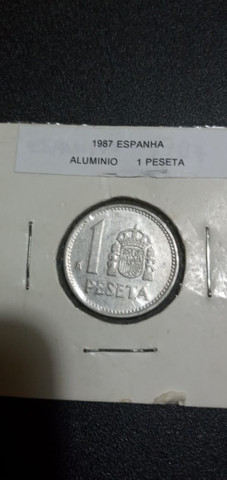 1987 ESPANHA
ALUMINIO 1 PESETA
1
PESETA